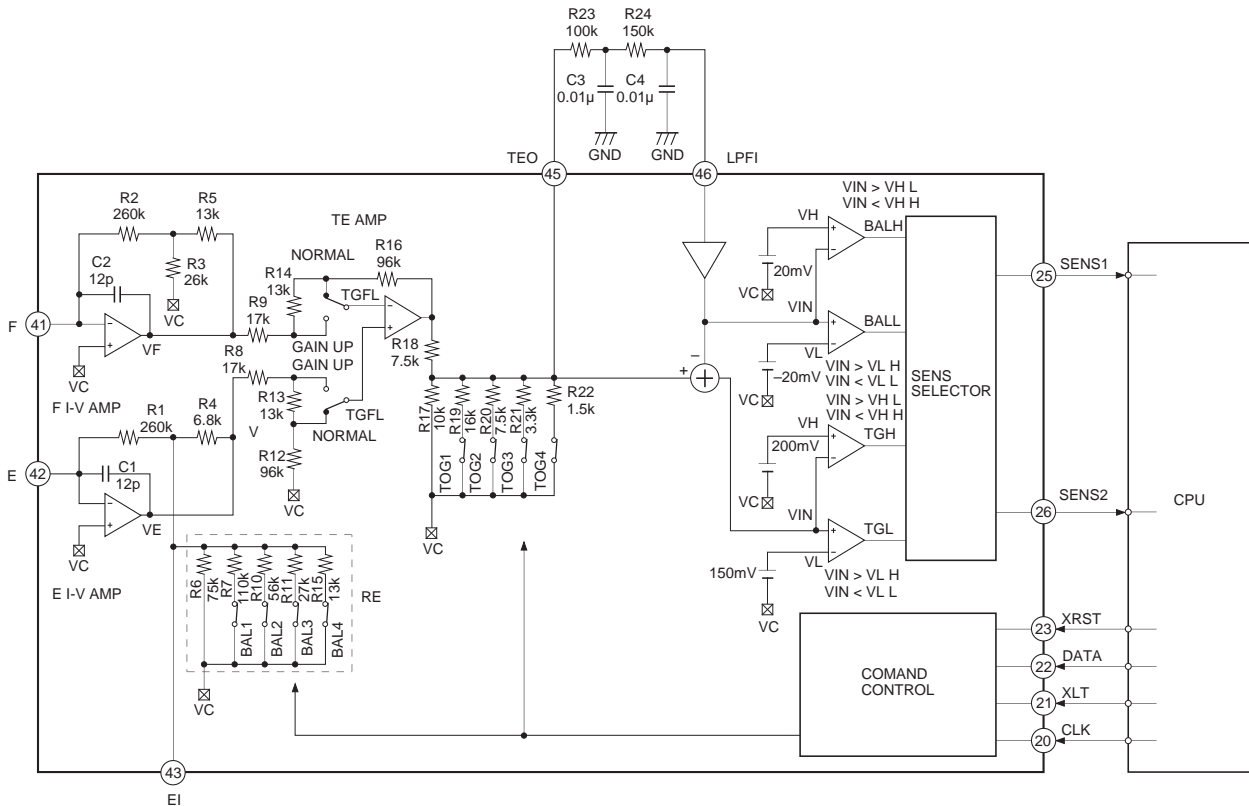 R23
100k
R24
150k
C3
0.01µ
C4
0.01µ
GND
GND
TEO
45
46
LPFI
R2
260k
R5
13k
TE AMP
C2
12p
R3
26k
VC
NORMAL
R16
96k
R14
13k
TGFL
R9
17k
F
41
VF
VC
GAIN UP
GAIN UP
R18
7.5k
R8
17k
F I-V AMP
R13
13k
TGFL
V
NORMAL
R1
260k
R4
6.8k
R12
96k
VC
E
42
C1
12p
VE
VC
E I-V AMP
R17
10k
R19
16k
R20
7.5k
R21
3.3k
R22
1.5k
TOG1
TOG2
TOG3
TOG4
VC
R6
75k
R7
110k
R10
56k
R11
27k
R15
13k
RE
BAL1
BAL2
BAL3
BAL4
VC
43
EI
VIN > VH L
VIN < VH H
VH
BALH
20mV
VC
VIN
BALL
VL
–20mV
VC
VIN > VL H
VIN < VL L
VIN > VH L
VIN < VH H
VH
200mV
TGH
VC
VIN
TGL
VL
150mV
VIN > VL H
VIN < VL L
VC
–
+
SENS
SELECTOR
25
SENS1
26
SENS2
CPU
COMAND
CONTROL
23
XRST
22
DATA
21
XLT
20
CLK